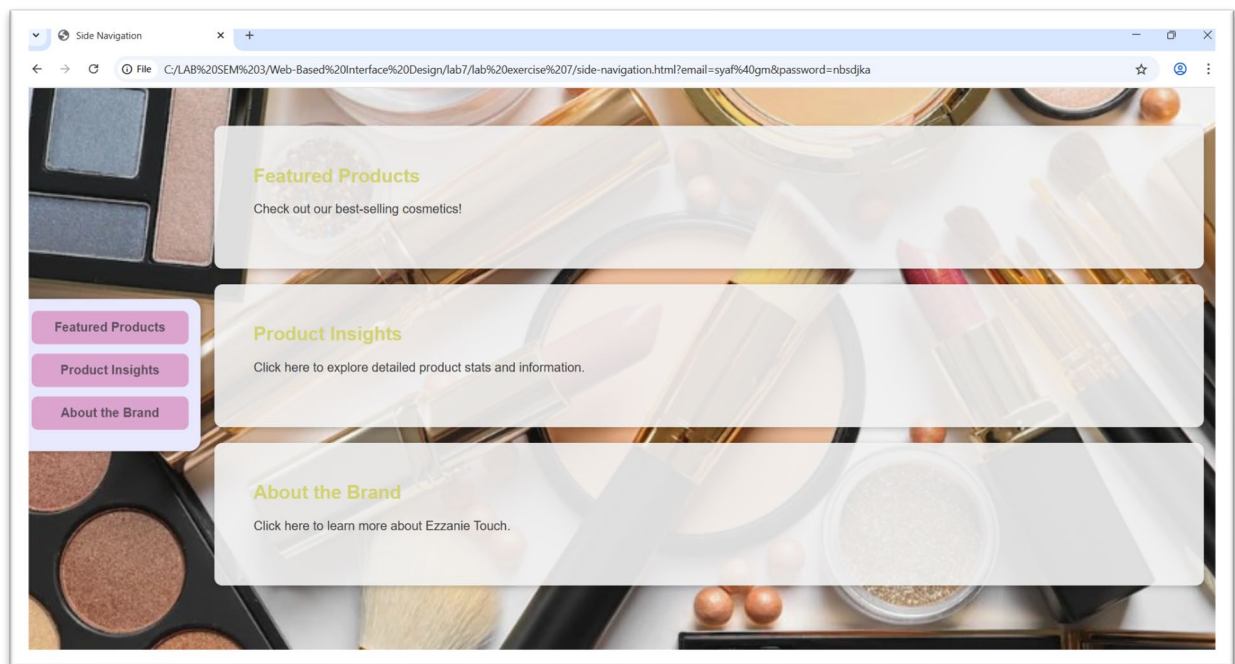 Side Navigation
File C:/LAB%20SEM%203/Web-Based%20Interface%20Design/lab7/lab%20exercise%207/side-navigation.html?email=syaf%40gm&password=nbsdjka
Featured Products
Check out our best-selling cosmetics!
Featured Products
Product Insights
About the Brand
Product Insights
Click here to explore detailed product stats and information.
About the Brand
Click here to learn more about Ezzanie Touch.